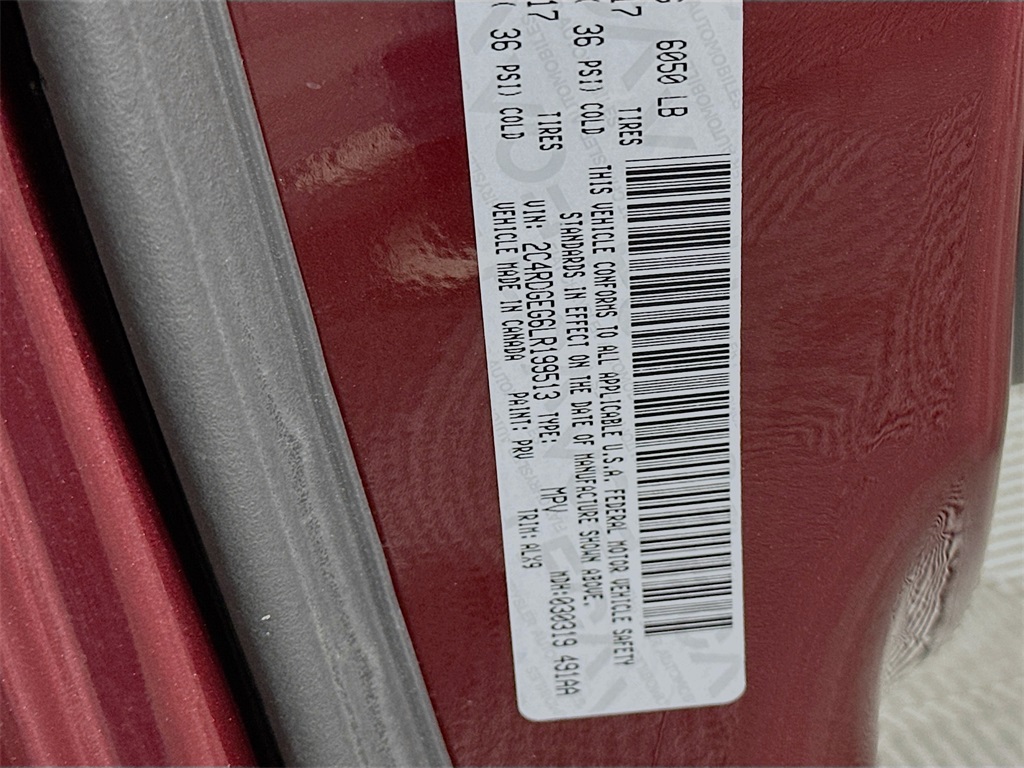 6050 LB
17 TIRES
36 PSI) COLD
17 TIRES
36 PSI) COLD
THIS VEHICLE CONFORMS TO ALL APPLICABLE U.S.A. FEDERAL MOTOR VEHICLE SAFETY
STANDARDS IN EFFECT ON THE DATE OF MANUFACTURE SHOWN ABOVE.
VIN: 2C4RDGEG6LR199513 TYPE: MPV MDH:030319 491AA
VEHICLE MADE IN CANADA PAINT: PRV TRIM:ALX9